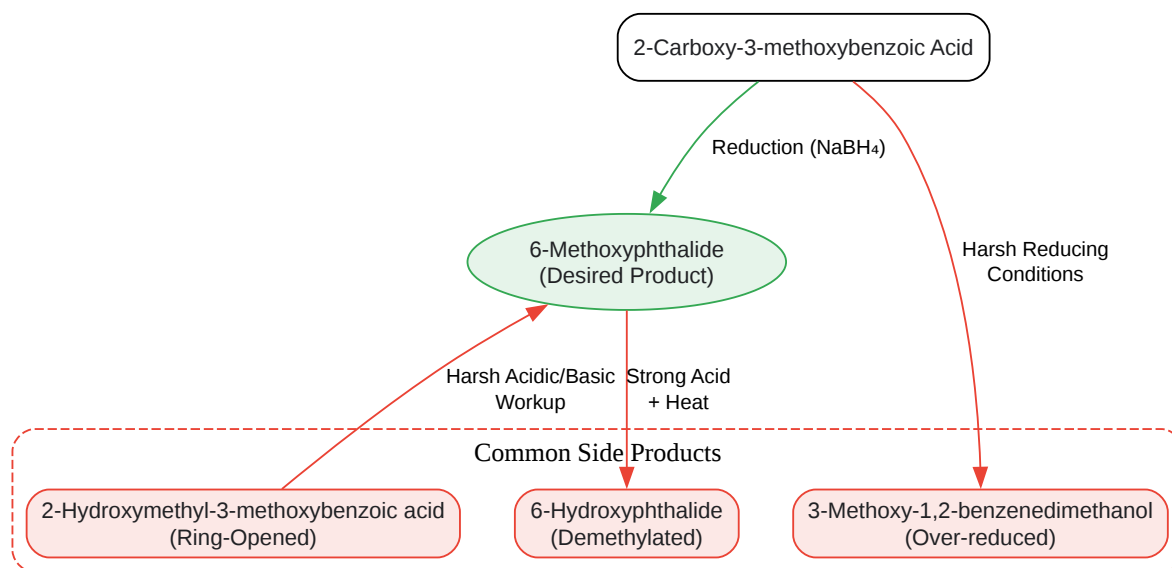 2-Carboxy-3-methoxybenzoic Acid
Reduction (NaBH₄)
6-Methoxyphthalide
(Desired Product)
Harsh Reducing
Conditions
Harsh Acidic/Basic
Workup
Strong Acid
+ Heat
Common Side Products
2-Hydroxymethyl-3-methoxybenzoic acid
(Ring-Opened)
6-Hydroxyphthalide
(Demethylated)
3-Methoxy-1,2-benzenedimethanol
(Over-reduced)